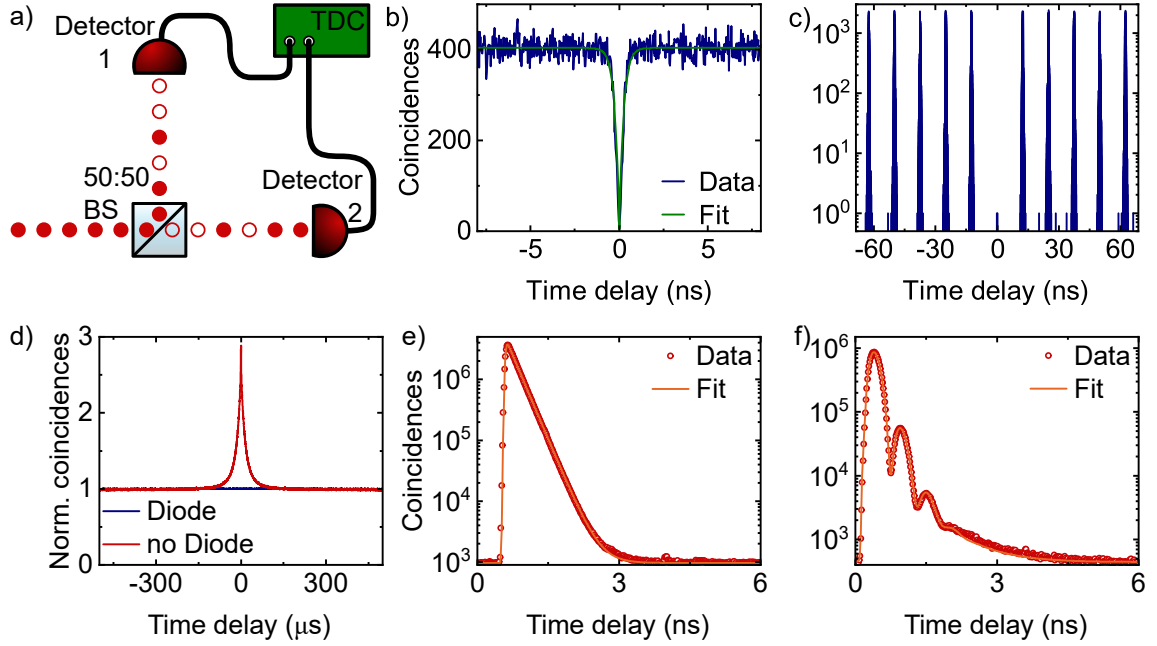 a)
Detector
1
TDC
50:50
BS
Detector
2
b)
Coincidences
400
200
0
Data
Fit
-5
0
5
Time delay (ns)
c)
10³
10²
10¹
10⁰
-60
-30
0
30
60
Time delay (ns)
d)
Norm. coincidences
3
2
1
0
Diode
no Diode
-300
0
300
Time delay (μs)
e)
Coincidences
10⁶
10⁵
10⁴
10³
Data
Fit
0
3
6
Time delay (ns)
f)
10⁶
10⁵
10⁴
10³
Data
Fit
0
3
6
Time delay (ns)